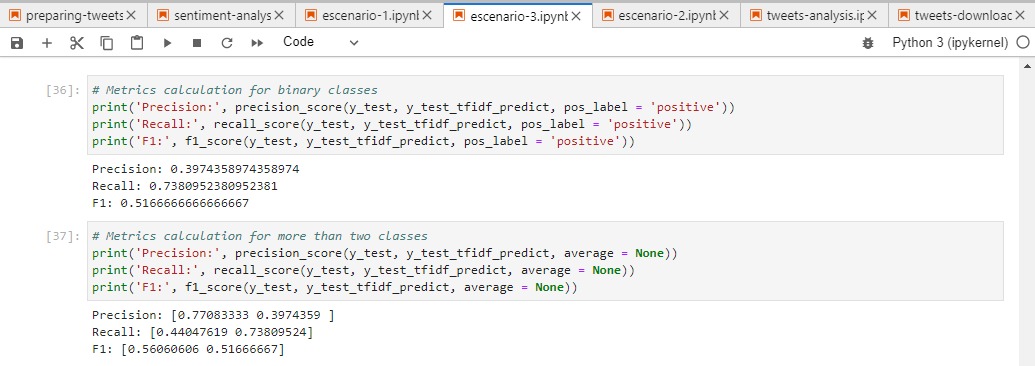 preparing-tweets
sentiment-analys
escenario-1.ipynb
escenario-3.ipynb
escenario-2.ipynb
tweets-analysis.ip
tweets-downloac
Code
Python 3 (ipykernel)
[36]:
# Metrics calculation for binary classes
print('Precision:', precision_score(y_test, y_test_tfidf_predict, pos_label = 'positive'))
print('Recall:', recall_score(y_test, y_test_tfidf_predict, pos_label = 'positive'))
print('F1:', f1_score(y_test, y_test_tfidf_predict, pos_label = 'positive'))
Precision: 0.3974358974358974
Recall: 0.7380952380952381
F1: 0.5166666666666667
[37]:
# Metrics calculation for more than two classes
print('Precision:', precision_score(y_test, y_test_tfidf_predict, average = None))
print('Recall:', recall_score(y_test, y_test_tfidf_predict, average = None))
print('F1:', f1_score(y_test, y_test_tfidf_predict, average = None))
Precision: [0.77083333 0.3974359 ]
Recall: [0.44047619 0.73809524]
F1: [0.56060606 0.51666667]